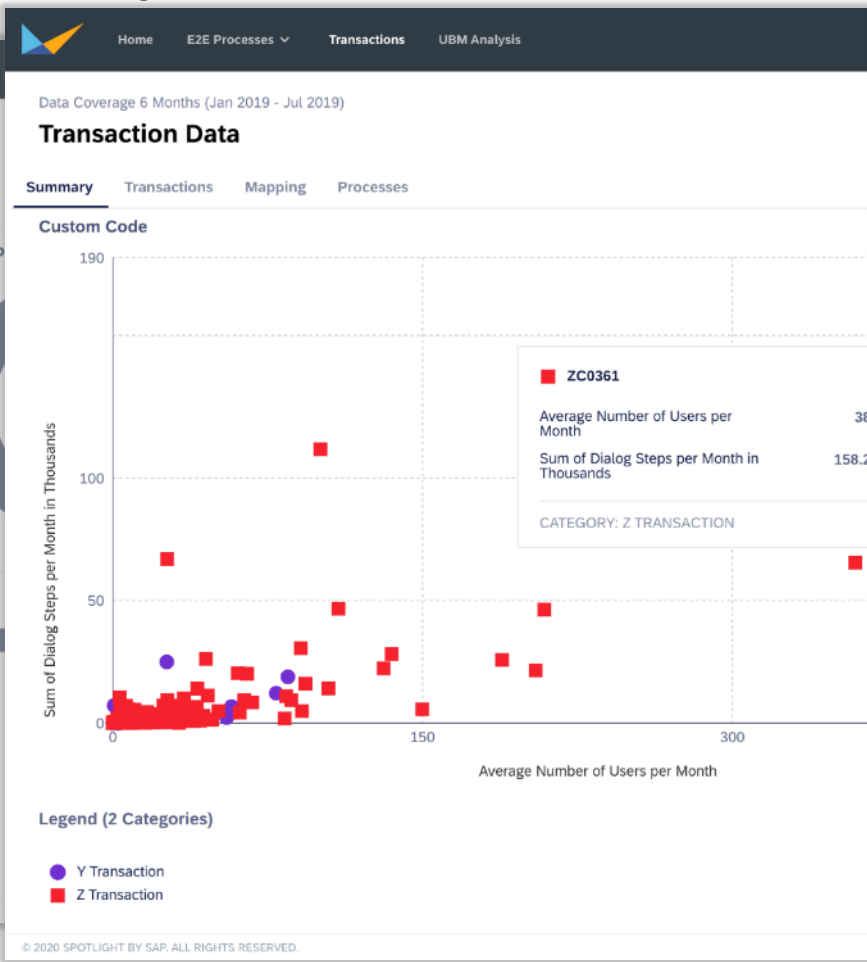 Home E2E Processes Transactions UBM Analysis
Data Coverage 6 Months (Jan 2019 - Jul 2019)
Transaction Data
Summary Transactions Mapping Processes
Custom Code
190
100
50
0
0 150 300
Sum of Dialog Steps per Month in Thousands
Average Number of Users per Month
ZC0361
Average Number of Users per
Month
38
Sum of Dialog Steps per Month in
Thousands
158.2
CATEGORY: Z TRANSACTION
Legend (2 Categories)
Y Transaction
Z Transaction
© 2020 SPOTLIGHT BY SAP. ALL RIGHTS RESERVED.